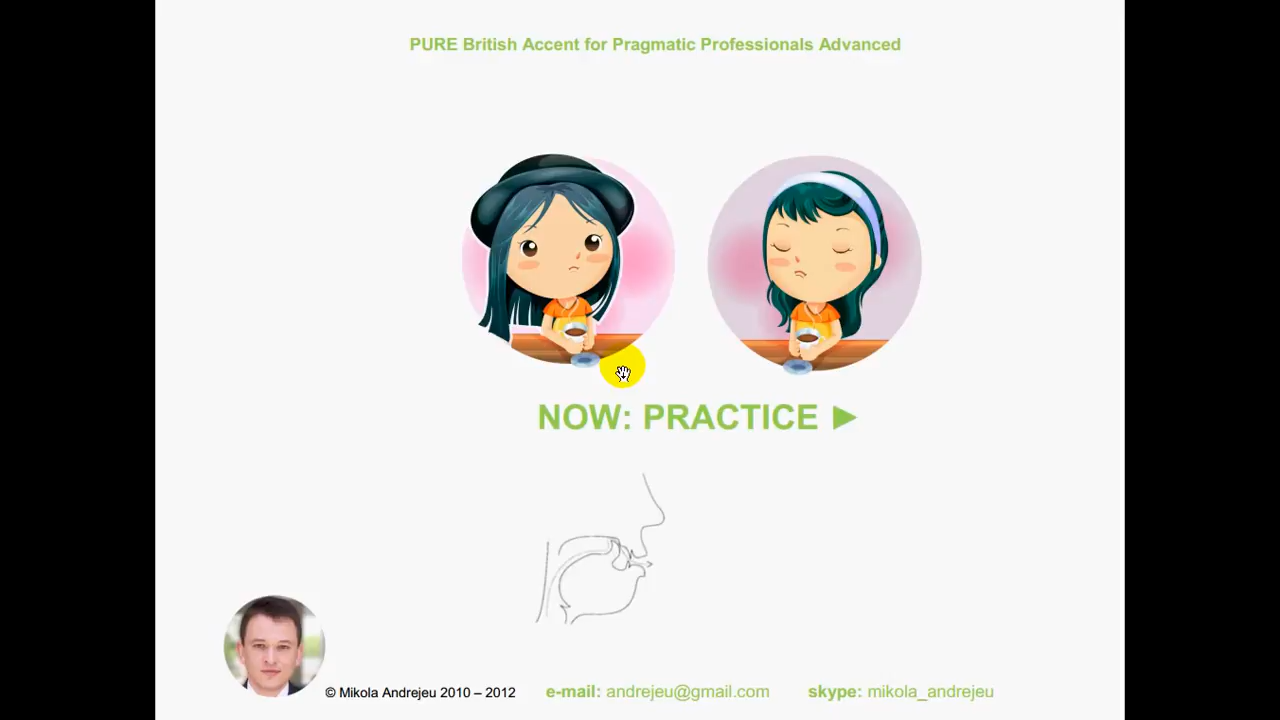 PURE British Accent for Pragmatic Professionals Advanced
NOW: PRACTICE ►
© Mikola Andrejeu 2010 – 2012 e-mail: andrejeu@gmail.com skype: mikola_andrejeu